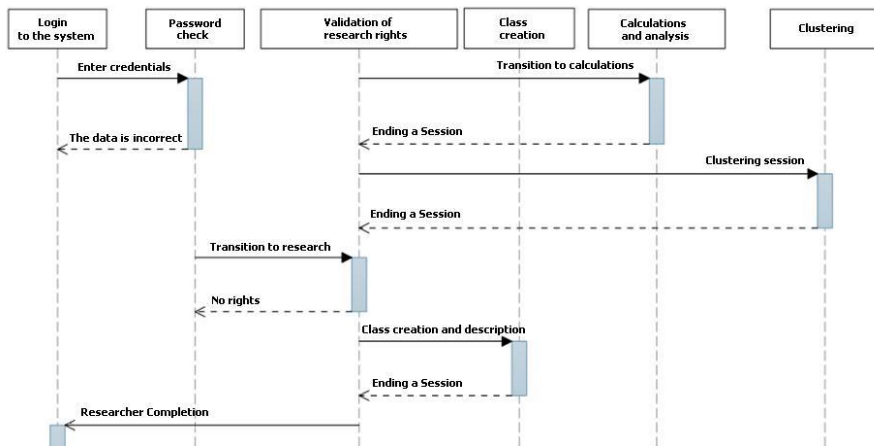 Login
to the system
Password
check
Validation of
research rights
Class
creation
Calculations
and analysis
Clustering
Enter credentials
Transition to calculations
The data is incorrect
Ending a Session
Clustering session
Ending a Session
Transition to research
No rights
Class creation and description
Ending a Session
Researcher Completion